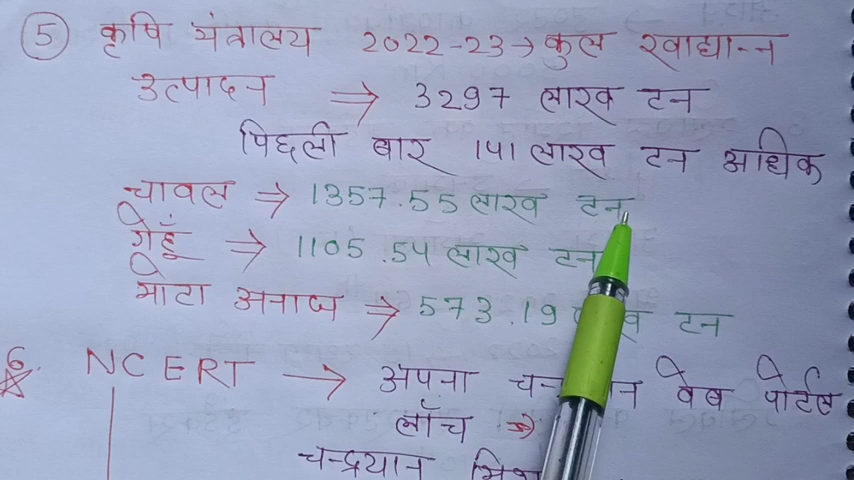 5 कृषि यंत्रालय 2022-23 → कुल खाद्यान्न
उत्पादन ⇒ 3297 लाख टन
पिछली बार 141 लाख टन अधिक
चावल ⇒ 1357.55 लाख टन
गेहूँ ⇒ 1105.54 लाख टन
मोटा अनाज ⇒ 573.19 टन
6. NCERT → अपना वेब पोर्टल
लॉच ⇒
चन्द्रयान